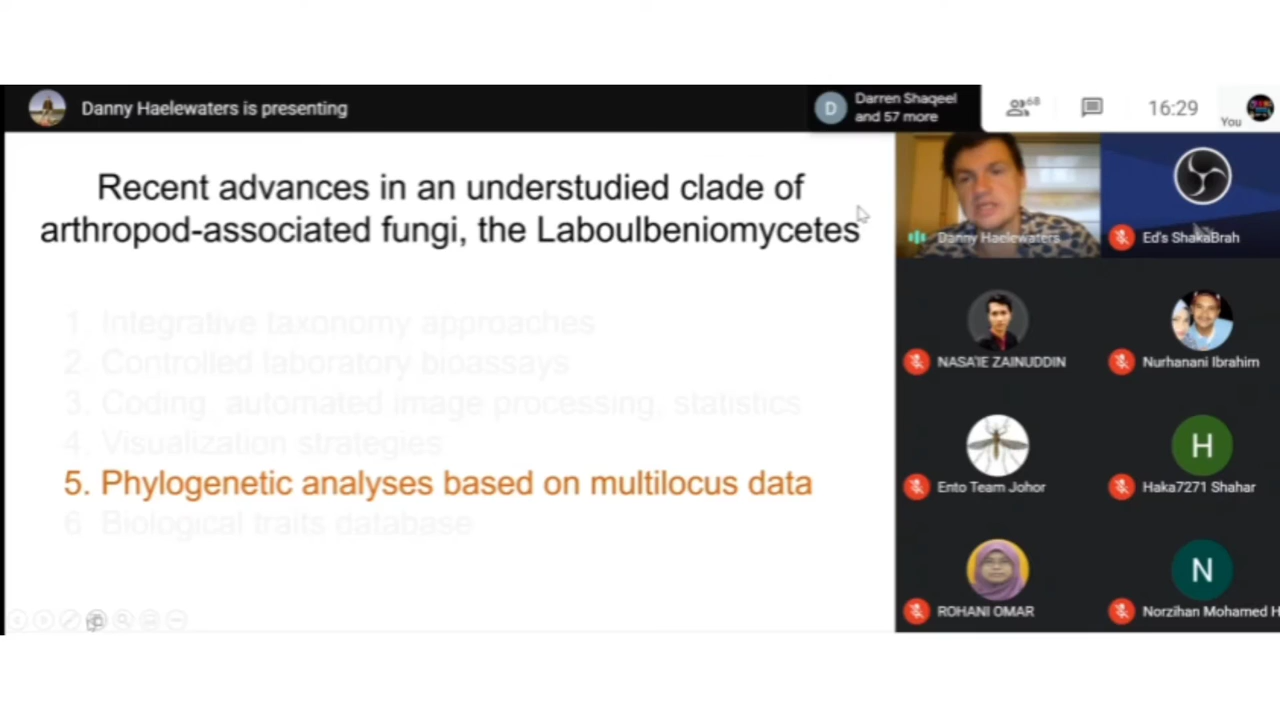 Danny Haelewaters is presenting
D
Darren Shaqeel
and 57 more
68
16:29
You
Recent advances in an understudied clade of
arthropod-associated fungi, the Laboulbeniomycetes
1. Integrative taxonomy approaches
2. Controlled laboratory bioassays
3. Coding, automated image processing, statistics
4. Visualization strategies
5. Phylogenetic analyses based on multilocus data
6. Biological traits database
Danny Haelewaters
Ed's ShakaBrah
NASA'IE ZAINUDDIN
Nurhanani Ibrahim
Ento Team Johor
H
Haka7271 Shahar
ROHANI OMAR
N
Norzihan Mohamed H